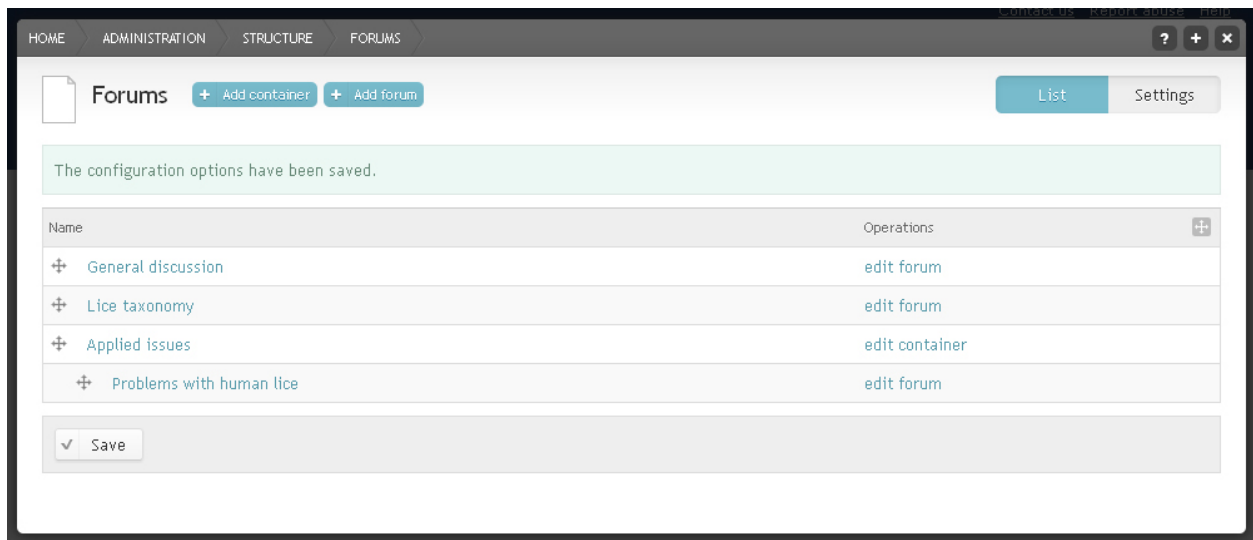 Contact us Report abuse Help
HOME ADMINISTRATION STRUCTURE FORUMS ? +
Forums + Add container + Add forum List Settings
The configuration options have been saved.
Name Operations
General discussion edit forum
Lice taxonomy edit forum
Applied issues edit container
Problems with human lice edit forum
Save